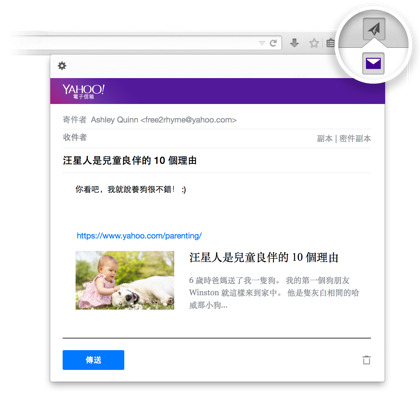 YAHOO!
電子信箱
寄件者 Ashley Quinn <free2rhyme@yahoo.com>
收件者 副本 | 密件副本
汪星人是兒童良伴的 10 個理由
你看吧，我就說養狗很不錯！ :)
https://www.yahoo.com/parenting/
汪星人是兒童良伴的 10 個理由
6 歲時爸媽送了我一隻狗。 我的第一個狗朋友
Winston 就這樣來到家中。 他是隻灰白相間的哈
威那小狗...
傳送